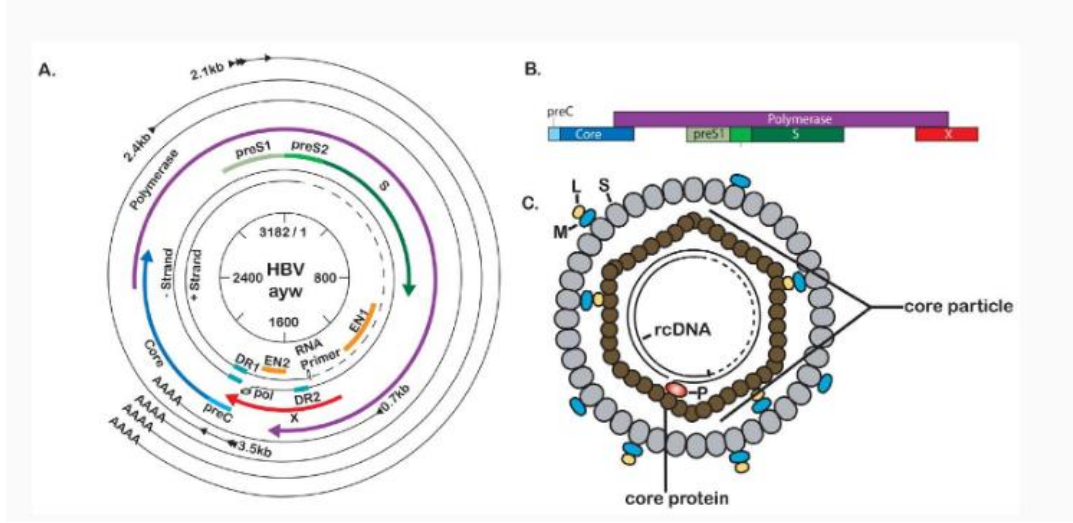 A.
2.1kb
2.4kb
Polymerase
preS1
preS2
S
- Strand
+ Strand
3182 / 1
2400
HBV
ayw
800
1600
EN1
RNA
Primer
EN2
DR1
DR2
pol
X
Core
preC
0.7kb
3.5kb
AAAA
AAAA
AAAA
AAAA
B.
preC
Polymerase
Core
preS1
S
X
C.
L
S
M
core particle
rcDNA
P
core protein